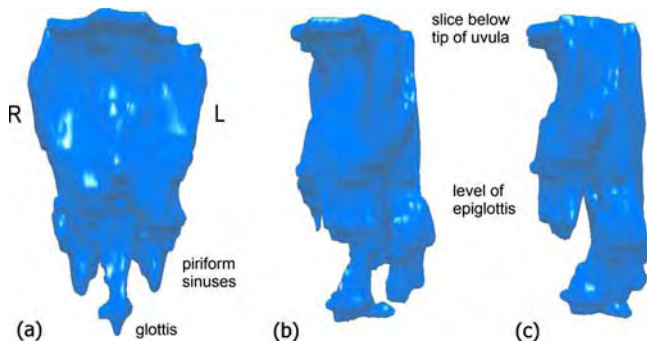 R
L
slice below
tip of uvula
level of
epiglottis
piriform
sinuses
glottis
(a)
(b)
(c)